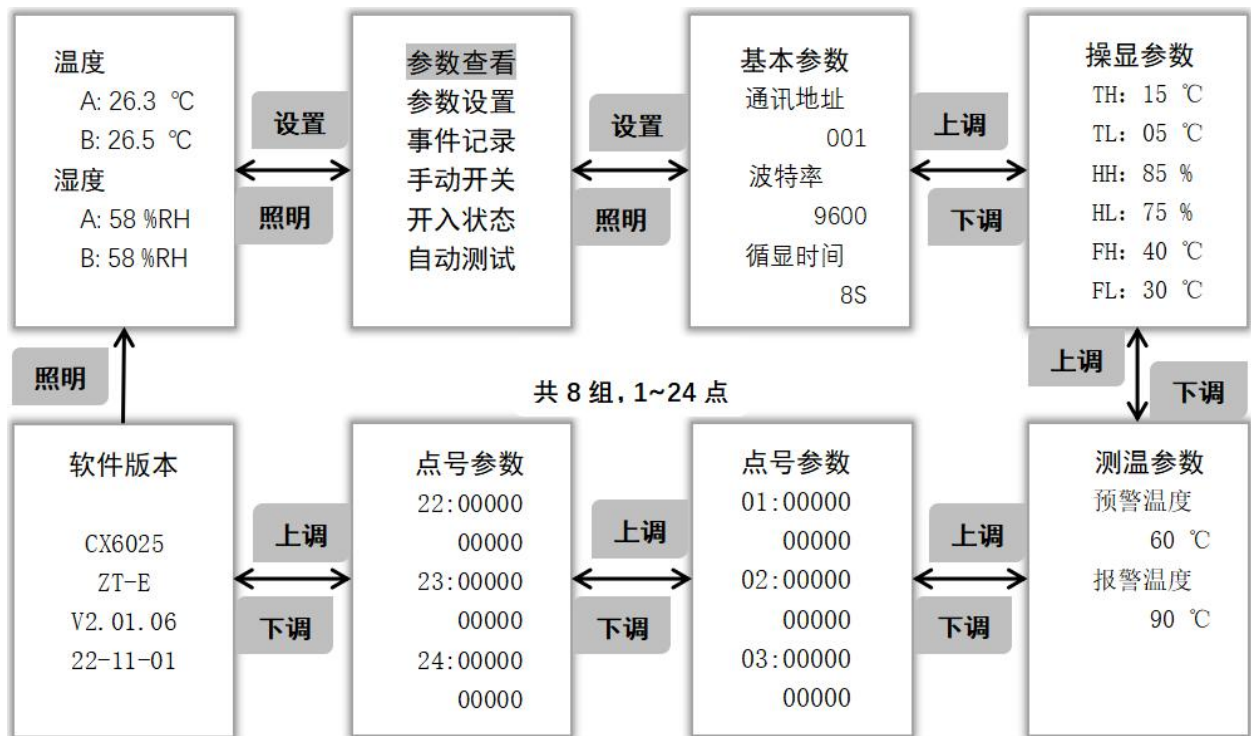 温度
A: 26.3 ℃
B: 26.5 ℃
湿度
A: 58 %RH
B: 58 %RH
设置
照明
参数查看
参数设置
事件记录
手动开关
开入状态
自动测试
设置
照明
基本参数
通讯地址
001
波特率
9600
循显时间
8S
上调
下调
操显参数
TH: 15 ℃
TL: 05 ℃
HH: 85 %
HL: 75 %
FH: 40 ℃
FL: 30 ℃
照明
共 8 组，1~24 点
上调
下调
软件版本
CX6025
ZT-E
V2.01.06
22-11-01
上调
下调
点号参数
22:00000
00000
23:00000
00000
24:00000
00000
上调
下调
点号参数
01:00000
00000
02:00000
00000
03:00000
00000
上调
下调
测温参数
预警温度
60 ℃
报警温度
90 ℃